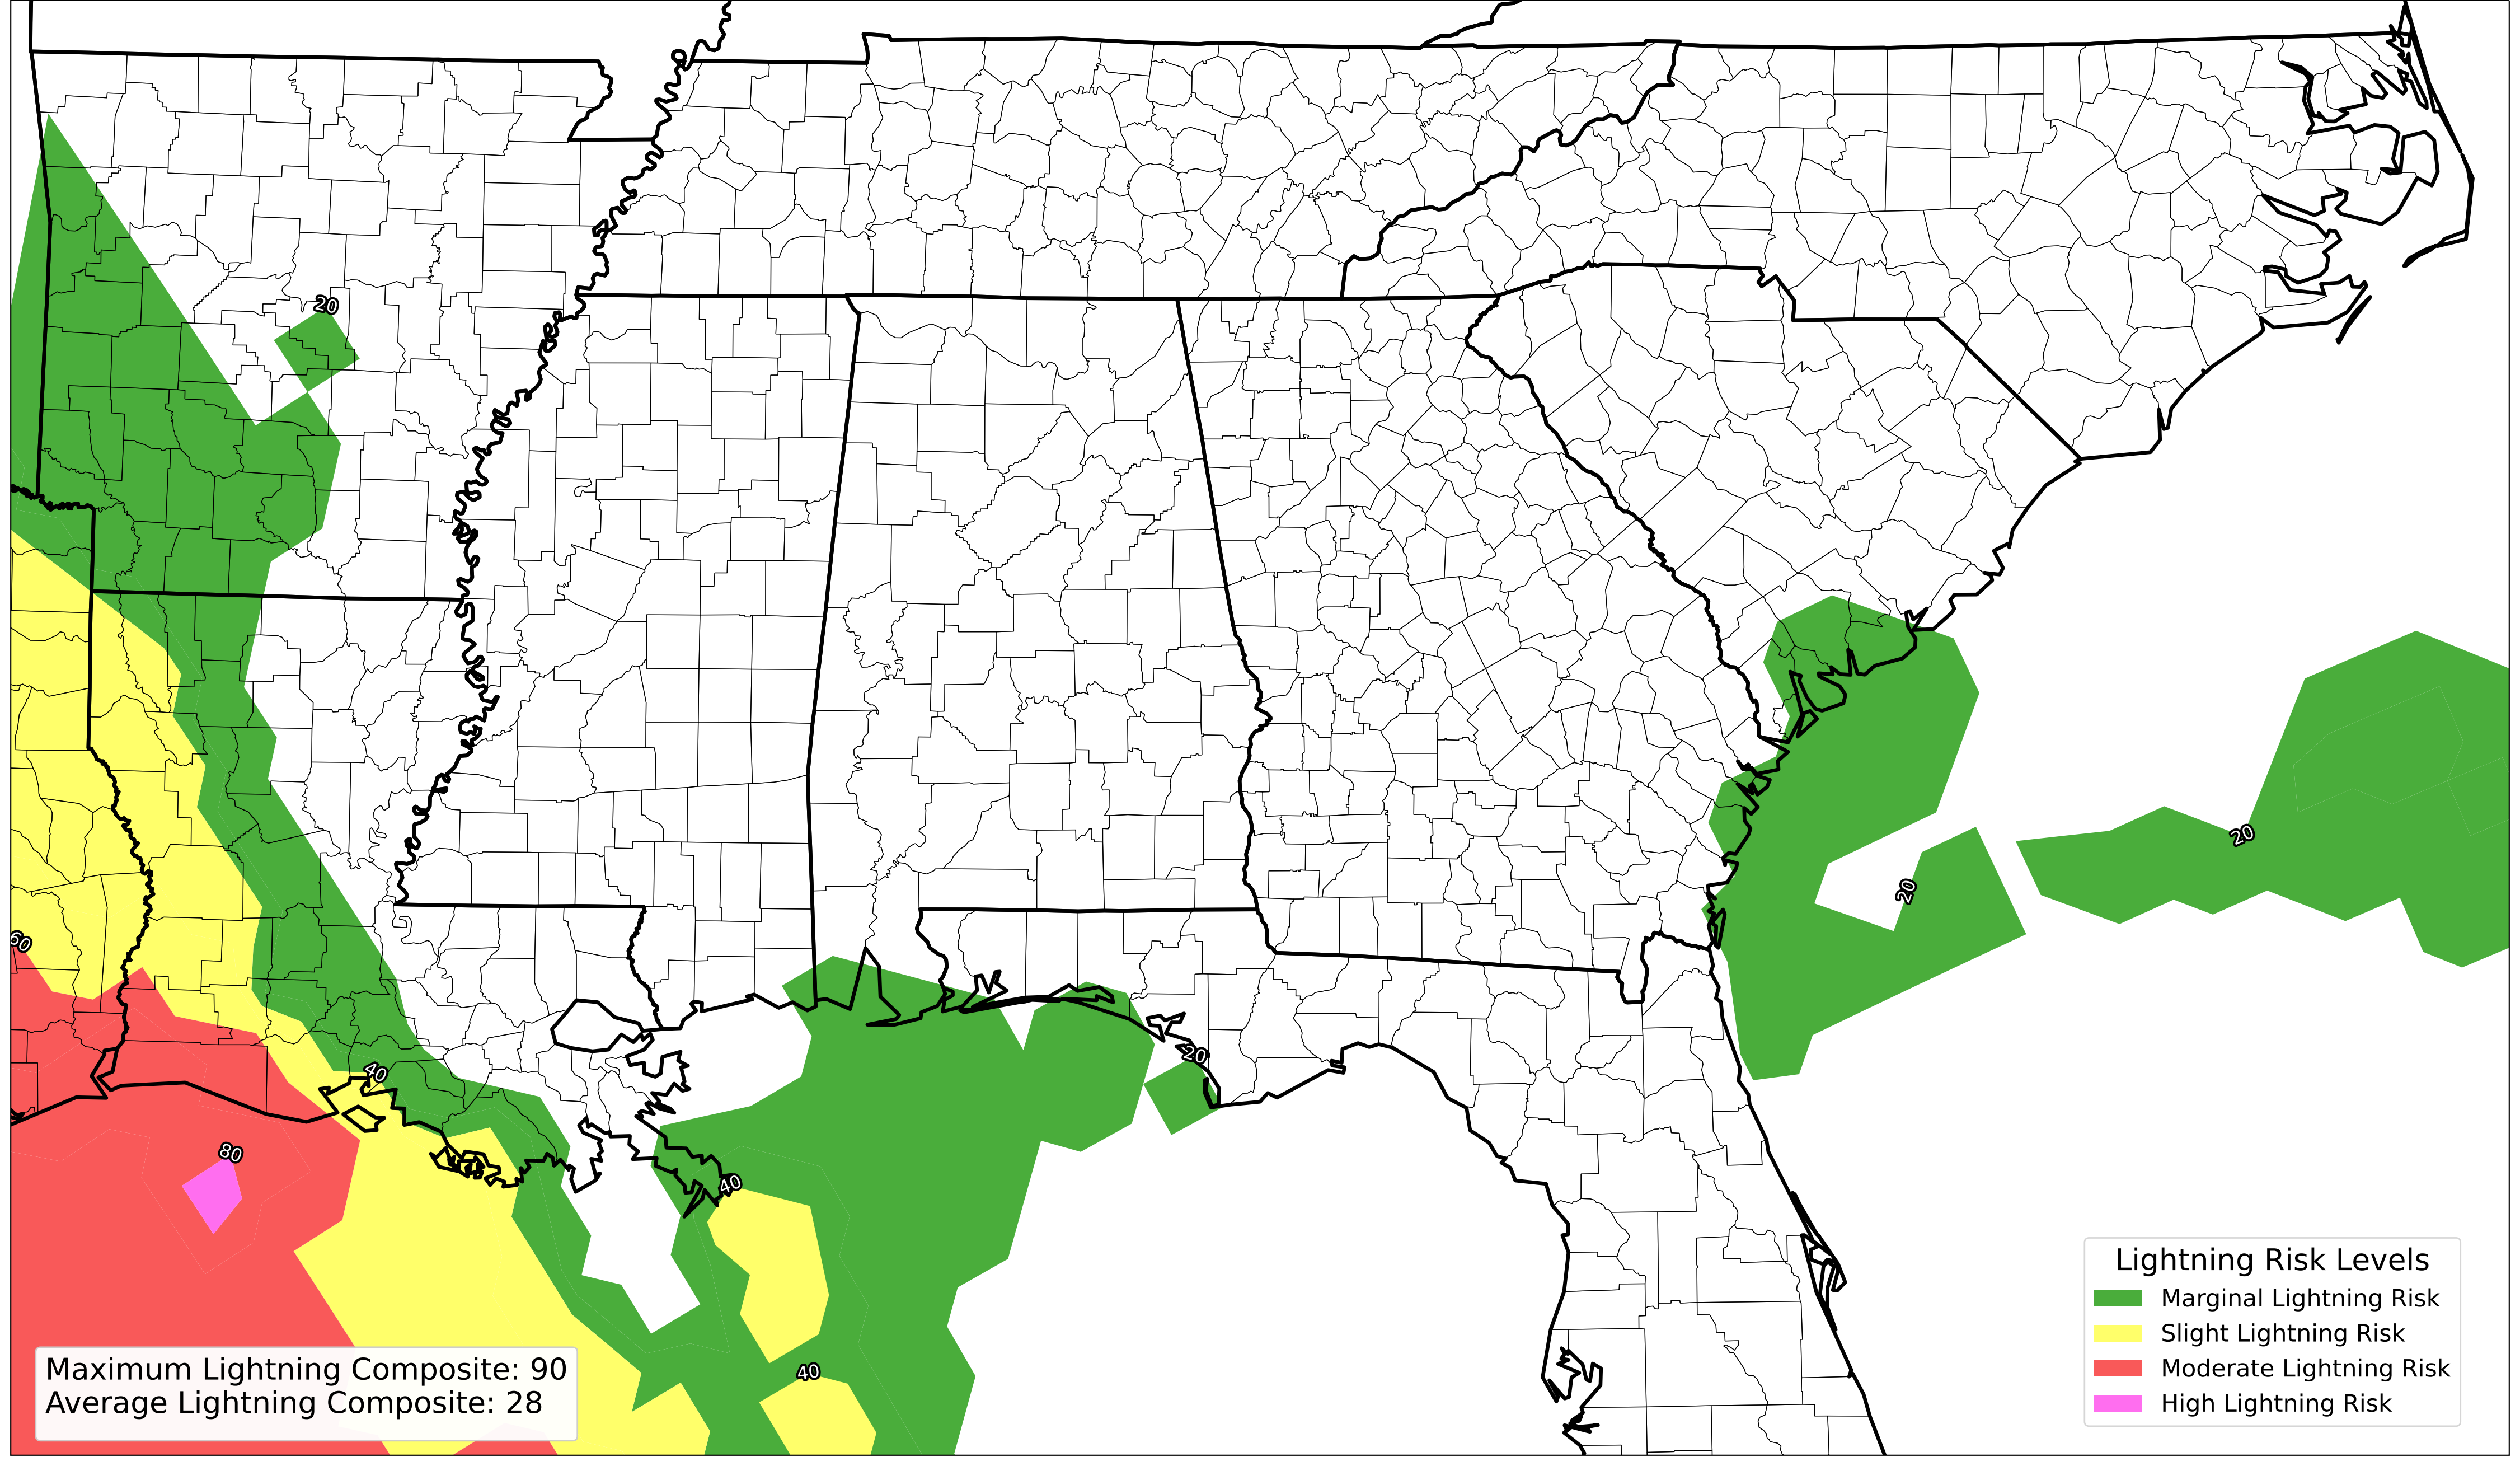 20
20
20
60
20
40
80
40
40
Lightning Risk Levels
Marginal Lightning Risk
Slight Lightning Risk
Moderate Lightning Risk
High Lightning Risk
Maximum Lightning Composite: 90
Average Lightning Composite: 28